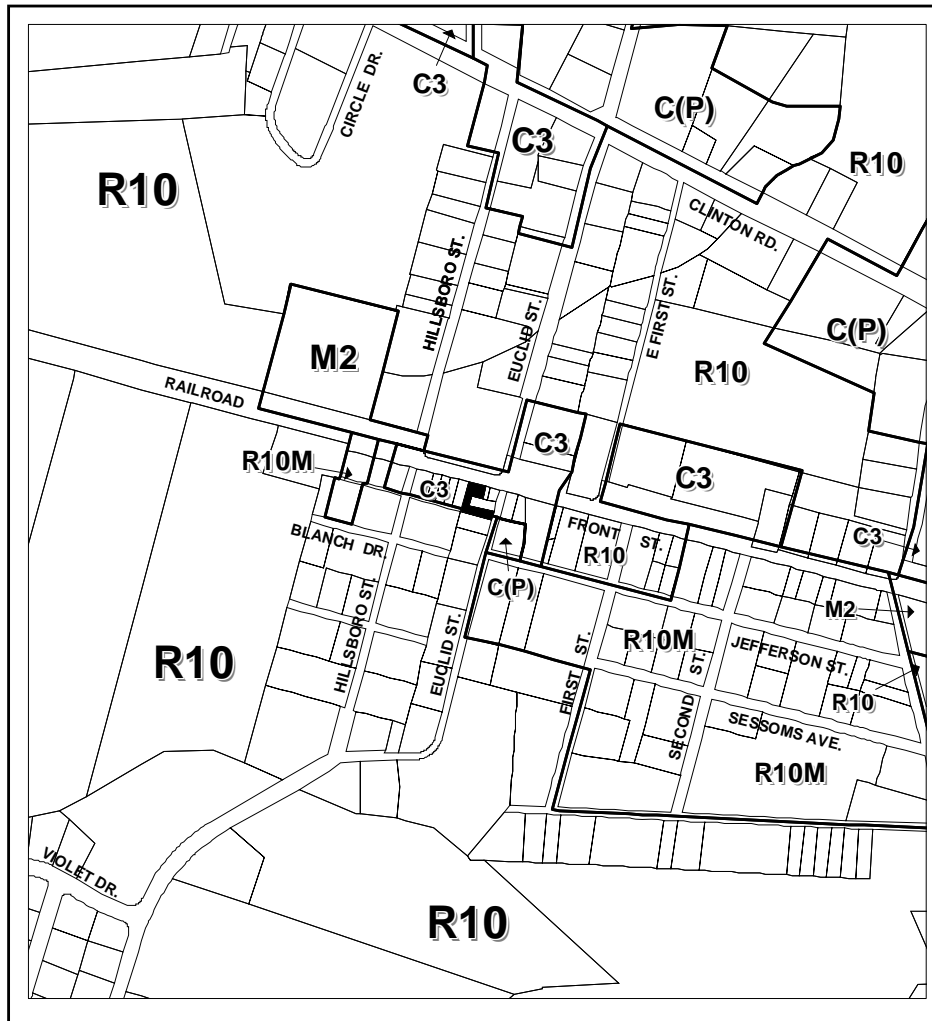 C3
CIRCLE DR.
C(P)
C3
R10
R10
CLINTON RD.
HILLSBORO ST.
EUCLID ST.
E FIRST ST.
C(P)
M2
R10
RAILROAD
C3
R10M
C3
C3
FRONT ST.
C3
BLANCH DR.
R10
C(P)
M2
HILLSBORO ST.
EUCLID ST.
R10M
JEFFERSON ST.
R10
FIRST ST.
R10
SECOND ST.
SESSOMS AVE.
R10M
VIOLET DR.
R10